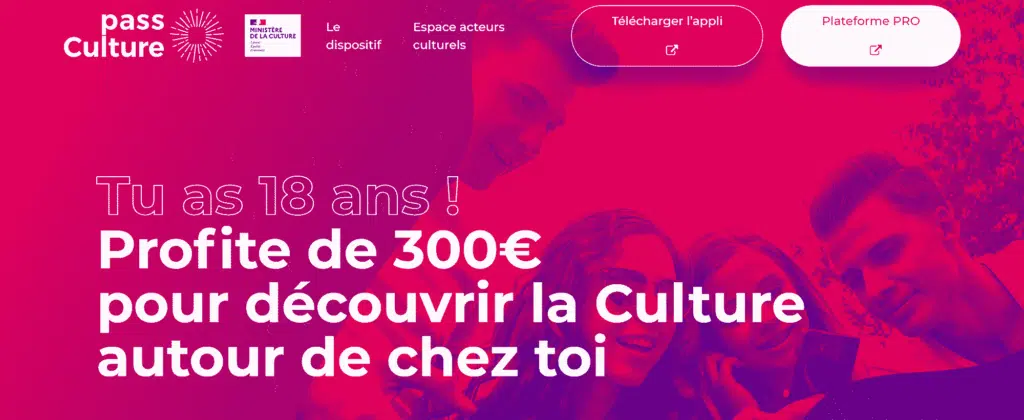 pass
Culture
MINISTÈRE
DE LA CULTURE
Le
dispositif
Espace acteurs
culturels
Télécharger l'appli
Plateforme PRO
Tu as 18 ans !
Profite de 300€
pour découvrir la Culture
autour de chez toi